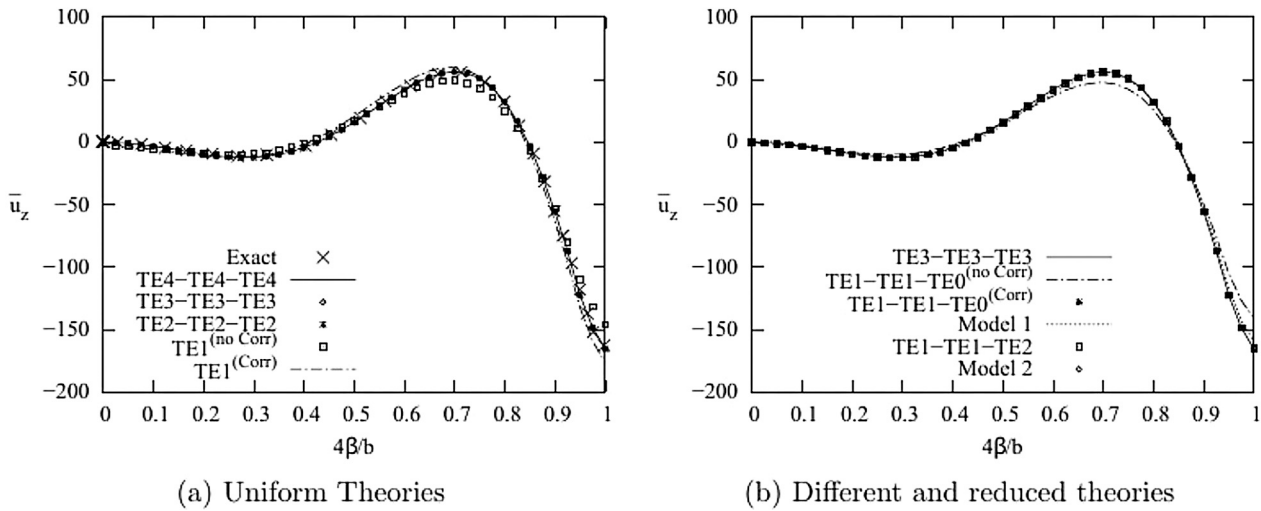 100
50
0
−50
−100
−150
−200
u̅z
Exact
TE4−TE4−TE4
TE3−TE3−TE3
TE2−TE2−TE2
TE1(no Corr)
TE1(Corr)
0 0.1 0.2 0.3 0.4 0.5 0.6 0.7 0.8 0.9 1
4β/b
(a) Uniform Theories
100
50
0
−50
−100
−150
−200
u̅z
TE3−TE3−TE3
TE1−TE1−TE0(no Corr)
TE1−TE1−TE0(Corr)
Model 1
TE1−TE1−TE2
Model 2
0 0.1 0.2 0.3 0.4 0.5 0.6 0.7 0.8 0.9 1
4β/b
(b) Different and reduced theories